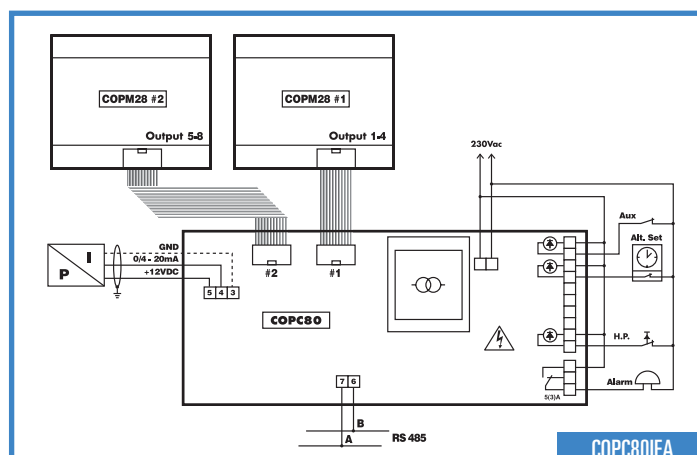 COPM28 #2
Output 5-8
COPM28 #1
Output 1-4
230Vac
Aux
Alt. Set
GND
0/4 - 20mA
+12VDC
I
P
5 4 3
#2
#1
COPC80
H.P.
Alarm
5(3)A
7 6
B
A
RS 485
COPC80IEA